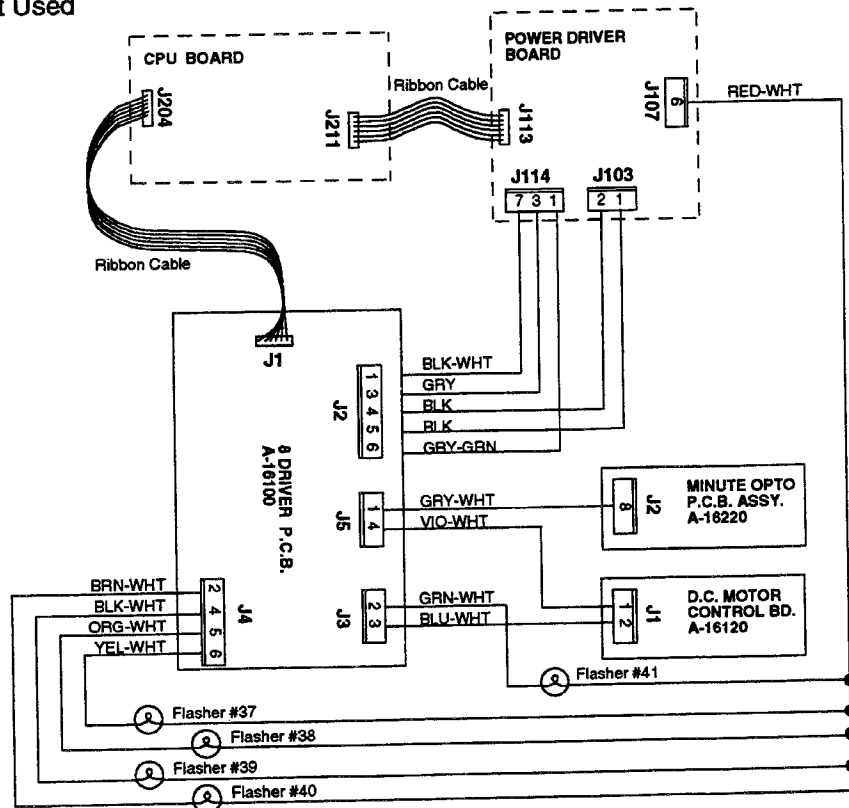 t Used
CPU BOARD
J204
J211
Ribbon Cable
POWER DRIVER
BOARD
J113
J107
6
RED-WHT
J114
7 3 1
J103
2 1
Ribbon Cable
J1
8 DRIVER P.C.B.
A-16100
J2
1 3 4 5 6
BLK-WHT
GRY
BLK
BLK
GRY-GRN
J5
1 4
GRY-WHT
VIO-WHT
8
J2
MINUTE OPTO
P.C.B. ASSY.
A-16220
J3
2 3
GRN-WHT
BLU-WHT
1 2
J1
D.C. MOTOR
CONTROL BD.
A-16120
BRN-WHT
BLK-WHT
ORG-WHT
YEL-WHT
2 4 5 6
J4
Flasher #41
Flasher #37
Flasher #38
Flasher #39
Flasher #40